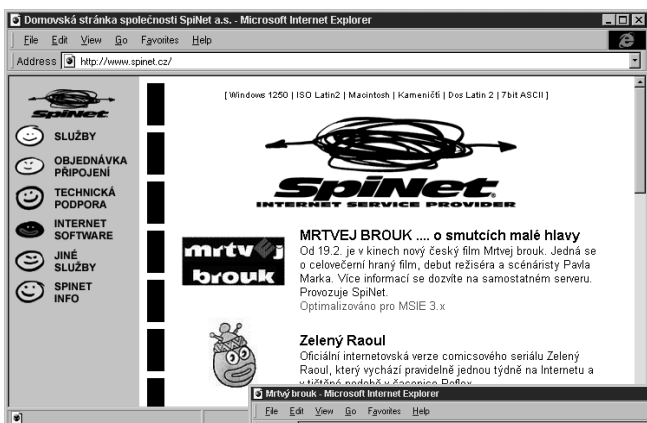 Domovská stránka společnosti SpiNet a.s. - Microsoft Internet Explorer
File Edit View Go Favorites Help
Address http://www.spinet.cz/
[ Windows 1250 | ISO Latin2 | Macintosh | Kameničtí | Dos Latin 2 | 7bit ASCII ]
SpiNet
SLUŽBY
OBJEDNÁVKA
PŘIPOJENÍ
TECHNICKÁ
PODPORA
INTERNET
SOFTWARE
JINÉ
SLUŽBY
SPINET
INFO
SpiNet
INTERNET SERVICE PROVIDER
mrtvěj
brouk
MRTVEJ BROUK .... o smutcích malé hlavy
Od 19.2. je v kinech nový český film Mrtvej brouk. Jedná se
o celovečerní hraný film, debut režiséra a scénáristy Pavla
Marka. Více informací se dozvíte na samostatném serveru.
Provozuje SpiNet.
Optimalizováno pro MSIE 3.x
Zelený Raoul
Oficiální internetovská verze comicsového seriálu Zelený
Raoul, který vychází pravidelně jednou týdně na Internetu a
v tištěné podobě v časopise Reflex
Mrtvý brouk - Microsoft Internet Explorer
File Edit View Go Favorites Help